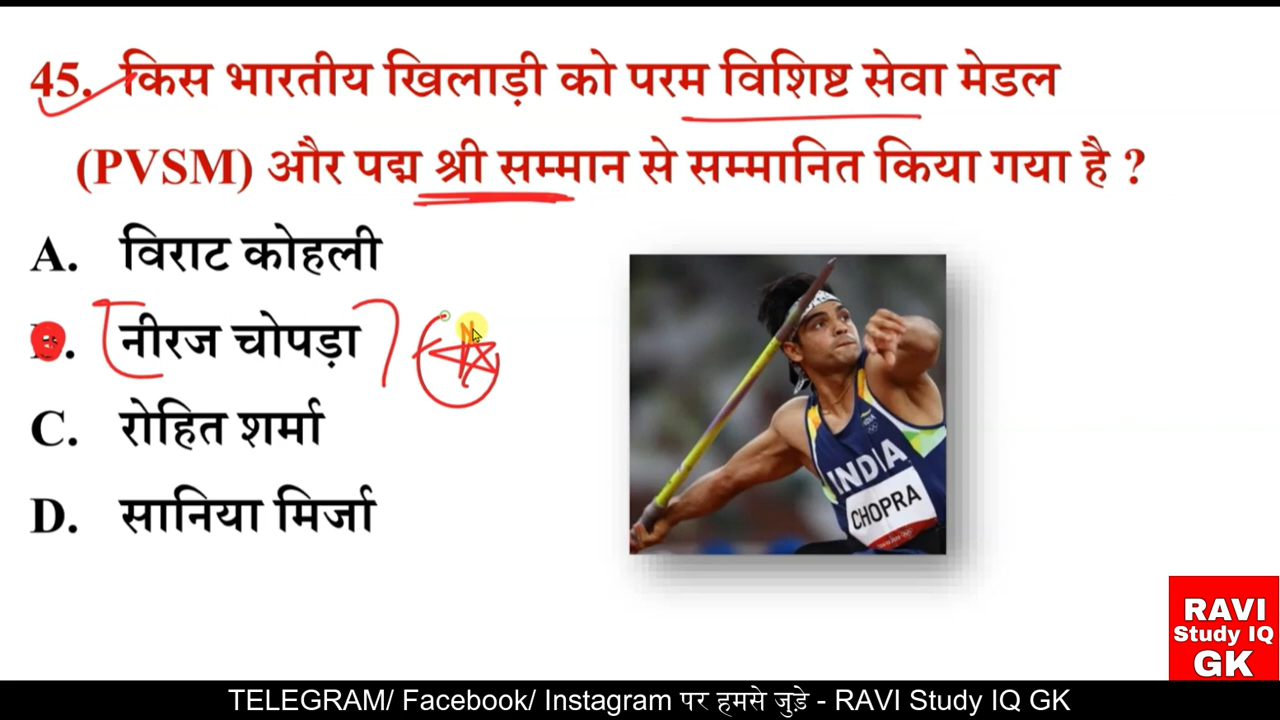 45. किस भारतीय खिलाड़ी को परम विशिष्ट सेवा मेडल
(PVSM) और पद्म श्री सम्मान से सम्मानित किया गया है ?
A. विराट कोहली
B. नीरज चोपड़ा
C. रोहित शर्मा
D. सानिया मिर्जा
INDIA
CHOPRA
RAVI
Study IQ
GK
TELEGRAM/ Facebook/ Instagram पर हमसे जुड़े - RAVI Study IQ GK